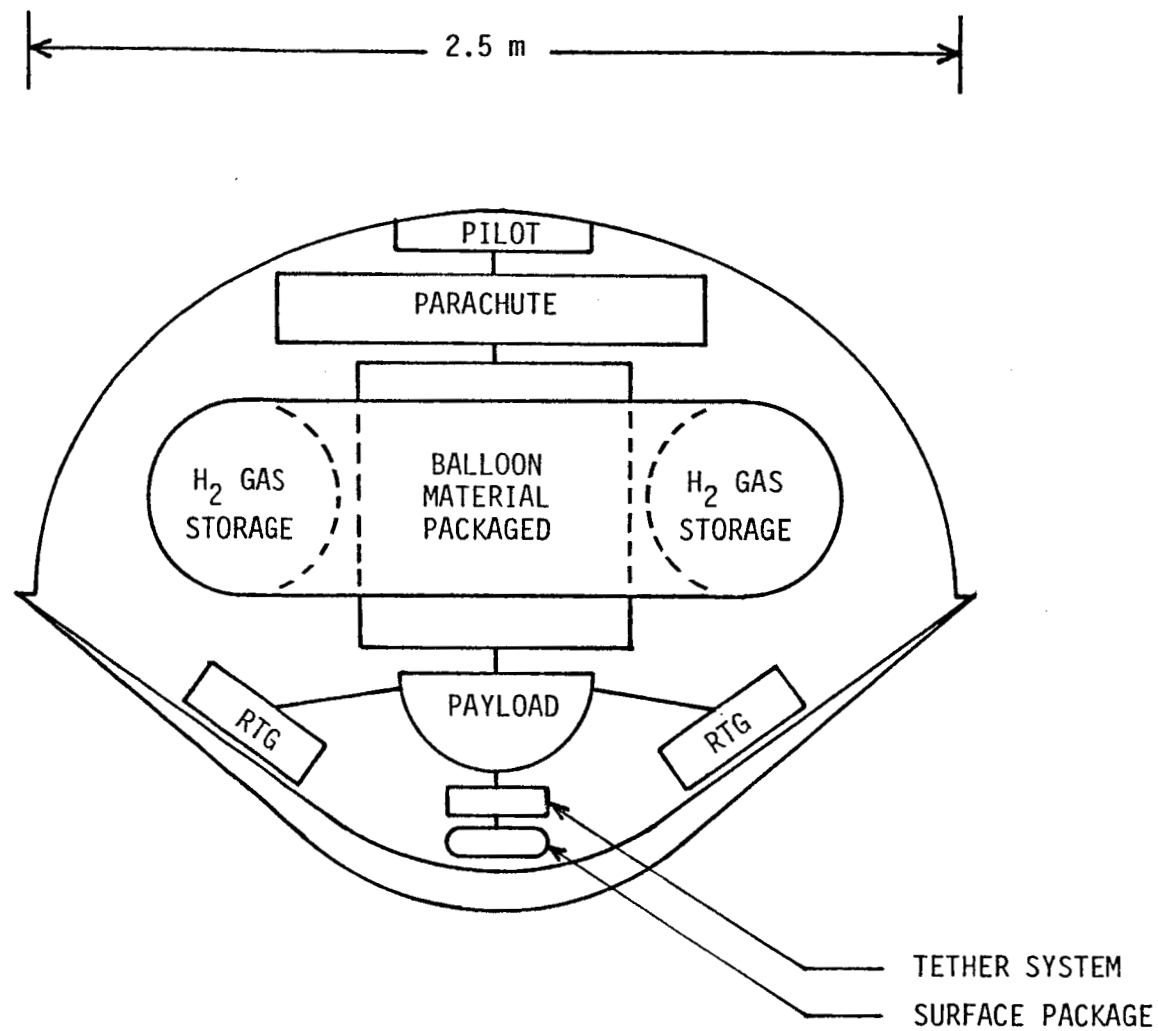 2.5 m
PILOT
PARACHUTE
H2 GAS
STORAGE
BALLOON
MATERIAL
PACKAGED
H2 GAS
STORAGE
PAYLOAD
RTG
RTG
TETHER SYSTEM
SURFACE PACKAGE